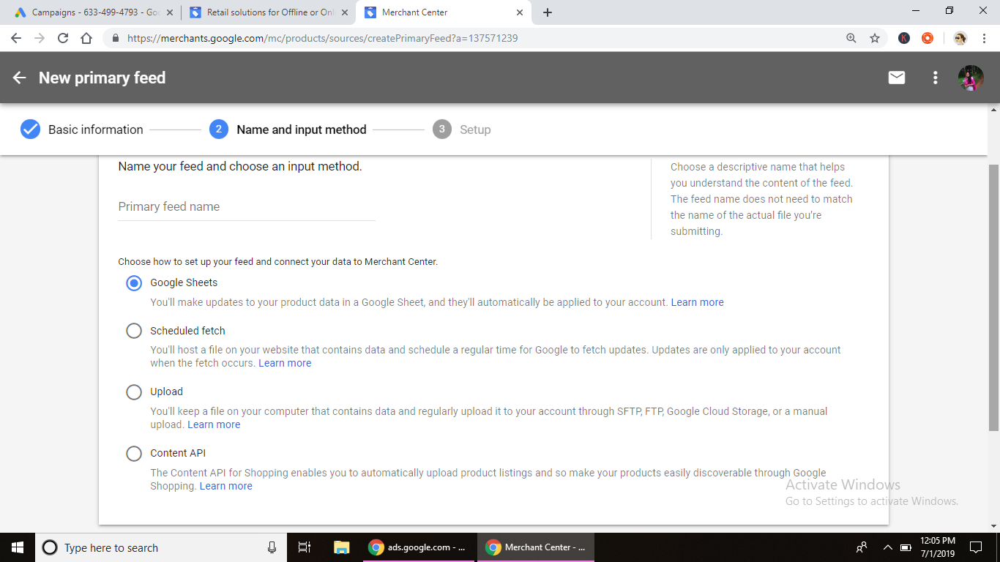 Campaigns - 633-499-4793 - Goo
Retail solutions for Offline or Onl
Merchant Center
https://merchants.google.com/mc/products/sources/createPrimaryFeed?a=137571239
K
New primary feed
Basic information
2
Name and input method
3
Setup
Name your feed and choose an input method.
Primary feed name
Choose a descriptive name that helps
you understand the content of the feed.
The feed name does not need to match
the name of the actual file you're
submitting.
Choose how to set up your feed and connect your data to Merchant Center.
Google Sheets
You'll make updates to your product data in a Google Sheet, and they'll automatically be applied to your account. Learn more
Scheduled fetch
You'll host a file on your website that contains data and schedule a regular time for Google to fetch updates. Updates are only applied to your account
when the fetch occurs. Learn more
Upload
You'll keep a file on your computer that contains data and regularly upload it to your account through SFTP, FTP, Google Cloud Storage, or a manual
upload. Learn more
Content API
The Content API for Shopping enables you to automatically upload product listings and so make your products easily discoverable through Google
Shopping. Learn more
Activate Windows
Go to Settings to activate Windows.
Type here to search
ads.google.com - ...
Merchant Center - ...
12:05 PM
7/1/2019